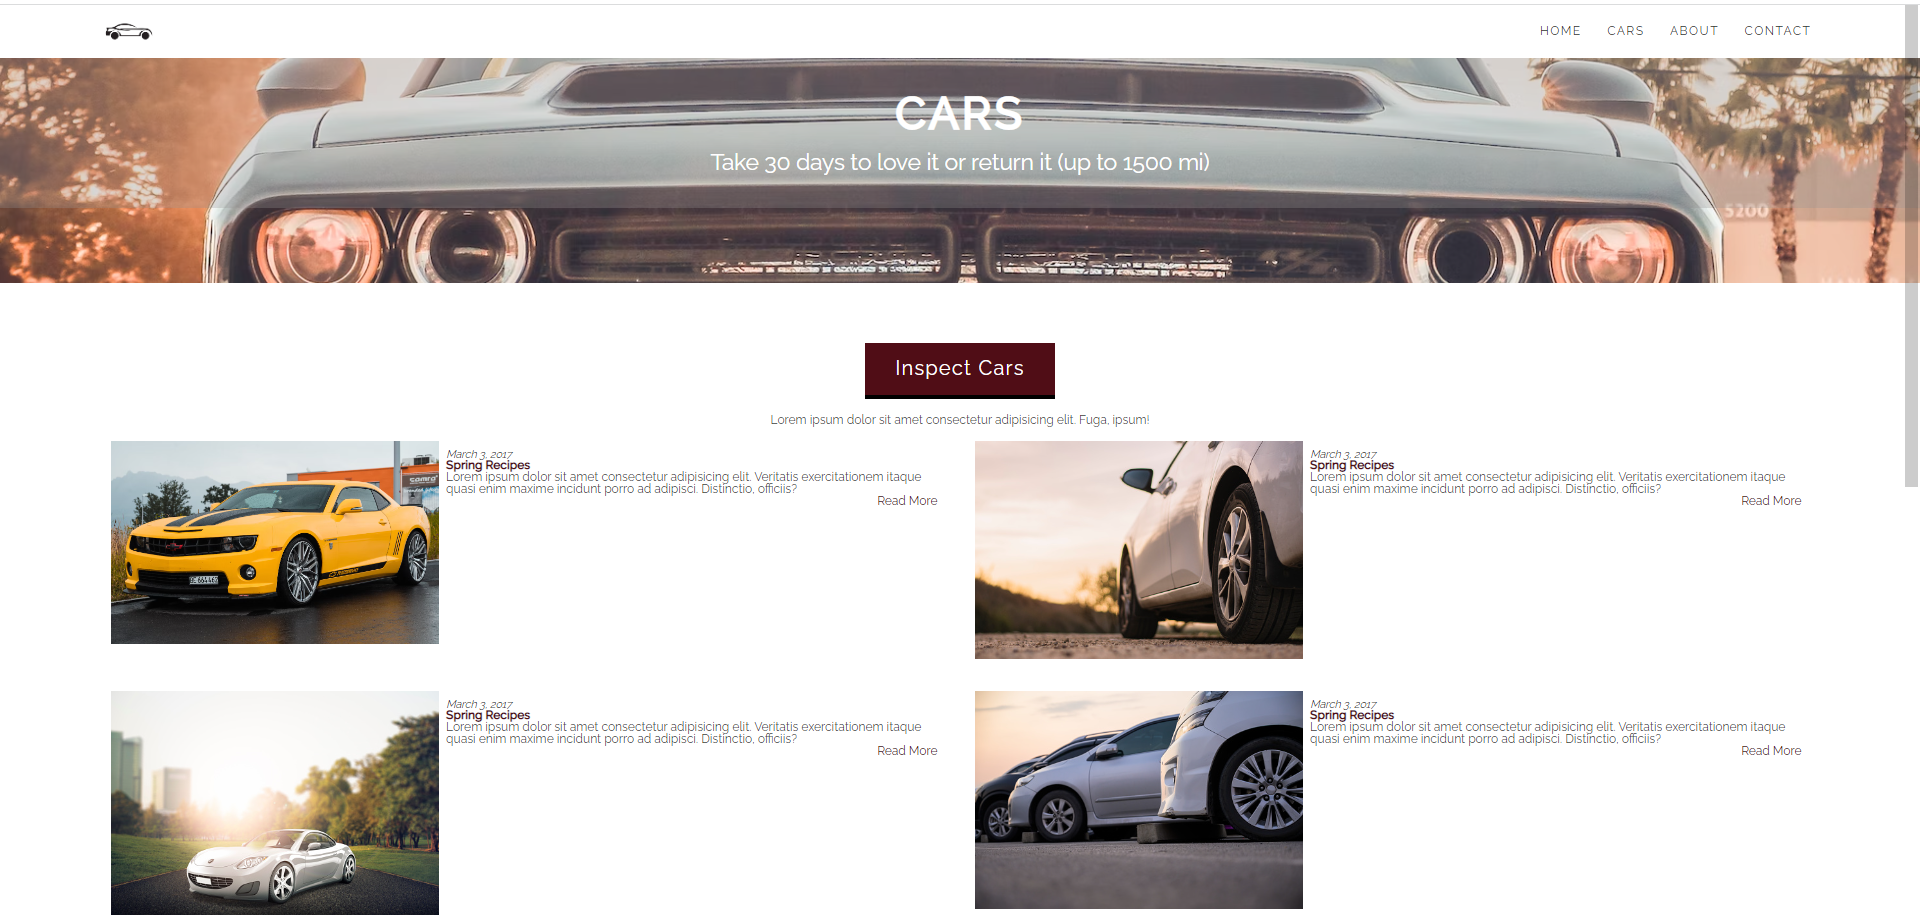 HOME CARS ABOUT CONTACT
CARS
Take 30 days to love it or return it (up to 1500 mi)
5200
Inspect Cars
Lorem ipsum dolor sit amet consectetur adipisicing elit. Fuga, ipsum!
March 3, 2017
Spring Recipes
Lorem ipsum dolor sit amet consectetur adipisicing elit. Veritatis exercitationem itaque
quasi enim maxime incidunt porro ad adipisci. Distinctio, officiis?
Read More
March 3, 2017
Spring Recipes
Lorem ipsum dolor sit amet consectetur adipisicing elit. Veritatis exercitationem itaque
quasi enim maxime incidunt porro ad adipisci. Distinctio, officiis?
Read More
March 3, 2017
Spring Recipes
Lorem ipsum dolor sit amet consectetur adipisicing elit. Veritatis exercitationem itaque
quasi enim maxime incidunt porro ad adipisci. Distinctio, officiis?
Read More
March 3, 2017
Spring Recipes
Lorem ipsum dolor sit amet consectetur adipisicing elit. Veritatis exercitationem itaque
quasi enim maxime incidunt porro ad adipisci. Distinctio, officiis?
Read More